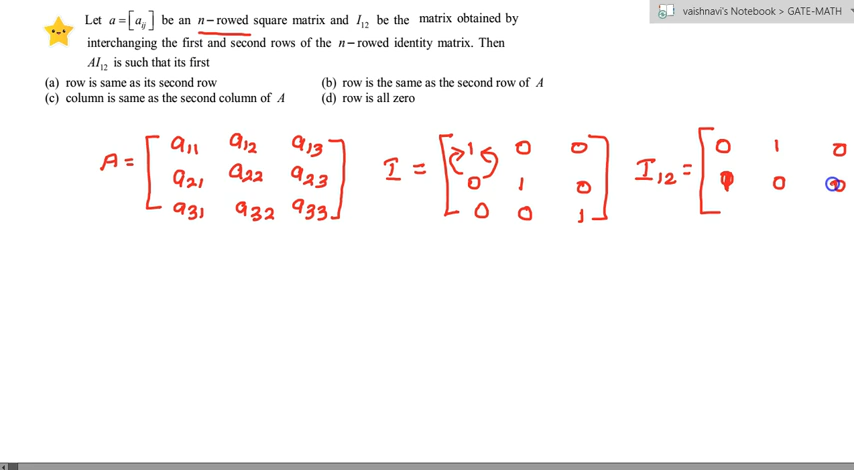 vaishnavi's Notebook > GATE-MATH
Let a = [a_ij] be an n – rowed square matrix and I_12 be the matrix obtained by
interchanging the first and second rows of the n – rowed identity matrix. Then
AI_12 is such that its first
(a) row is same as its second row (b) row is the same as the second row of A
(c) column is same as the second column of A (d) row is all zero
A = [ a11 a12 a13 I = [ 1 0 0 I12 = [ 0 1 0
a21 a22 a23 0 1 0 1 0 0
a31 a32 a33 ] 0 0 1 ]